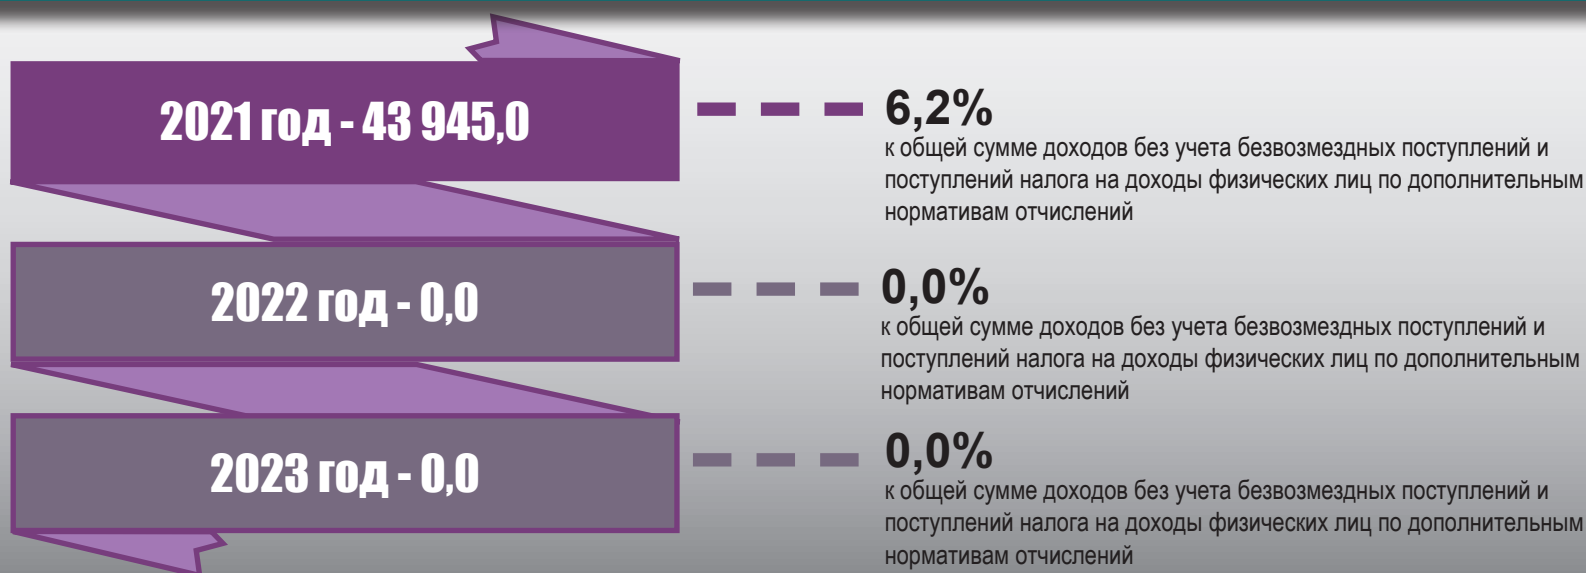 2021 год - 43 945,0
6,2%
к общей сумме доходов без учета безвозмездных поступлений и
поступлений налога на доходы физических лиц по дополнительным
нормативам отчислений
2022 год - 0,0
0,0%
к общей сумме доходов без учета безвозмездных поступлений и
поступлений налога на доходы физических лиц по дополнительным
нормативам отчислений
2023 год - 0,0
0,0%
к общей сумме доходов без учета безвозмездных поступлений и
поступлений налога на доходы физических лиц по дополнительным
нормативам отчислений